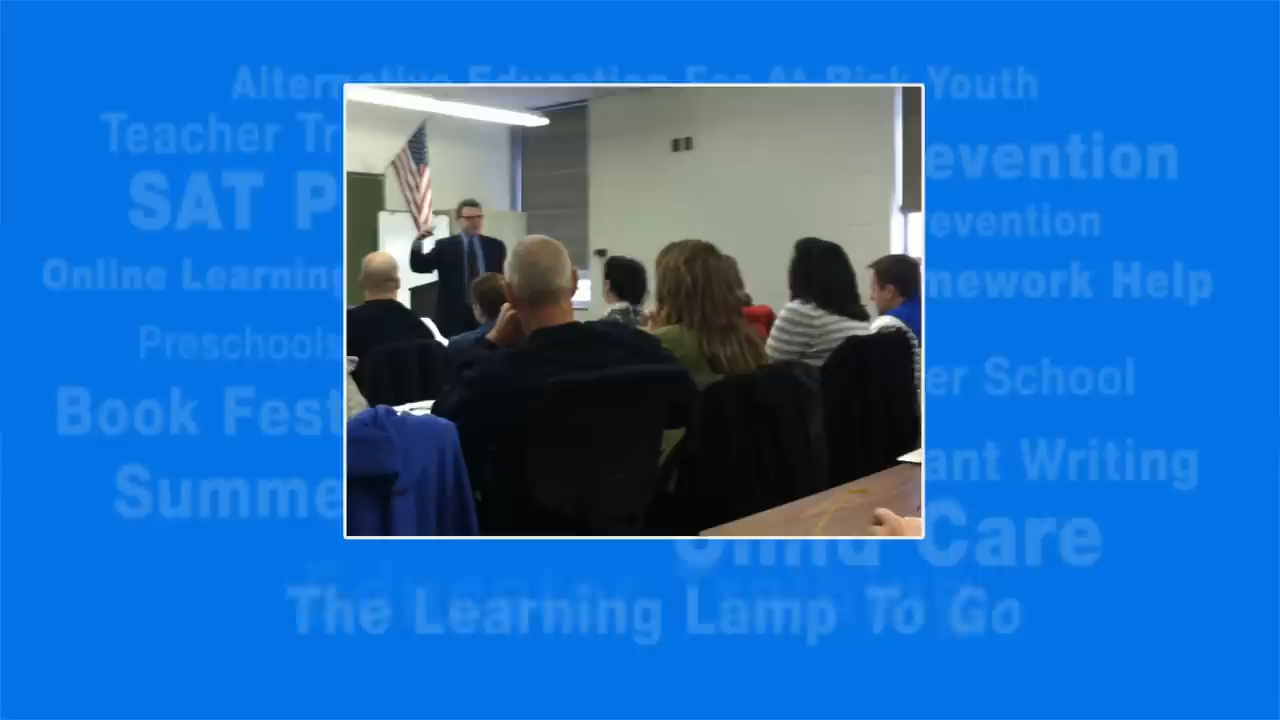 Alternative Education For At Risk Youth
Teacher Tr
evention
SAT P
evention
Online Learning
mework Help
Preschools
er School
Book Fest
ant Writing
Summe
Child Care
The Learning Lamp To Go